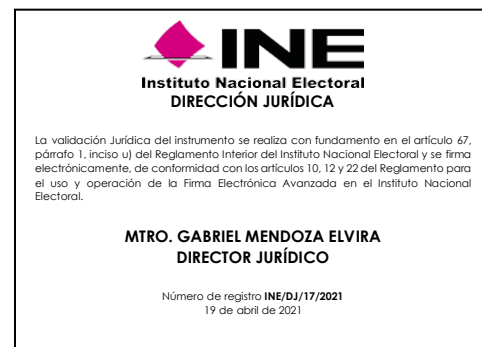 INE
Instituto Nacional Electoral
DIRECCIÓN JURÍDICA
La validación Jurídica del instrumento se realiza con fundamento en el artículo 67,
párrafo 1, inciso u) del Reglamento Interior del Instituto Nacional Electoral y se firma
electrónicamente, de conformidad con los artículos 10, 12 y 22 del Reglamento para
el uso y operación de la Firma Electrónica Avanzada en el Instituto Nacional
Electoral.
MTRO. GABRIEL MENDOZA ELVIRA
DIRECTOR JURÍDICO
Número de registro INE/DJ/17/2021
19 de abril de 2021